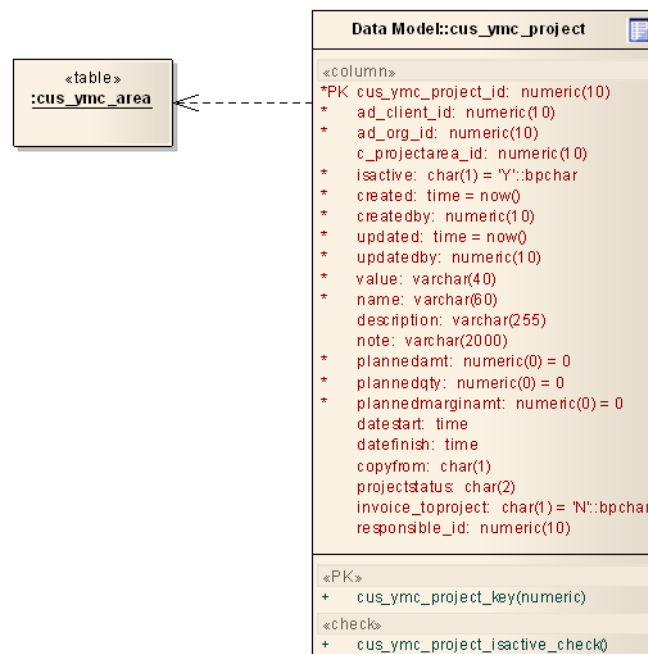 Data Model::cus_ymc_project
«table»
:cus_ymc_area
«column»
*PK cus_ymc_project_id: numeric(10)
* ad_client_id: numeric(10)
* ad_org_id: numeric(10)
c_projectarea_id: numeric(10)
* isactive: char(1) = 'Y'::bpchar
* created: time = now()
* createdby: numeric(10)
* updated: time = now()
* updatedby: numeric(10)
* value: varchar(40)
* name: varchar(60)
description: varchar(255)
note: varchar(2000)
* plannedamt: numeric(0) = 0
* plannedqty: numeric(0) = 0
* plannedmarginamt: numeric(0) = 0
datestart: time
datefinish: time
copyfrom: char(1)
projectstatus: char(2)
invoice_toproject: char(1) = 'N'::bpchar
responsible_id: numeric(10)
«PK»
+ cus_ymc_project_key(numeric)
«check»
+ cus_ymc_project_isactive_check()